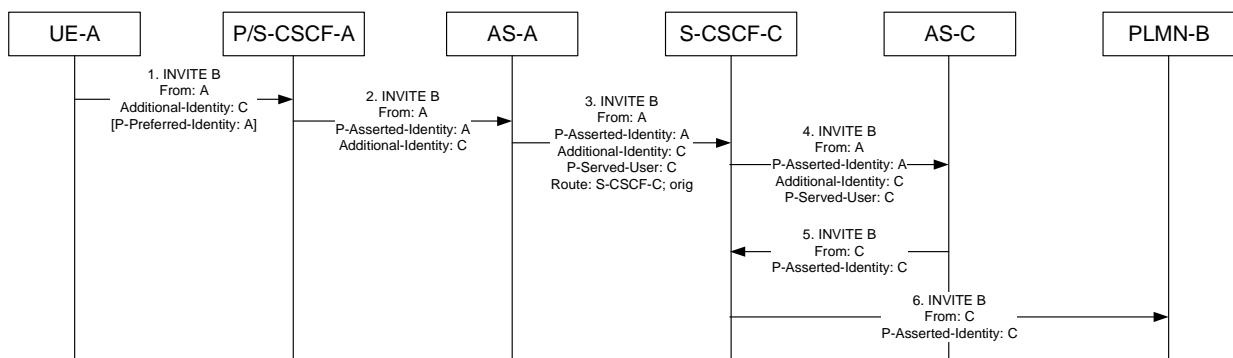 UE-A
P/S-CSCF-A
AS-A
S-CSCF-C
AS-C
PLMN-B
1. INVITE B
From: A
Additional-Identity: C
[P-Preferred-Identity: A]
2. INVITE B
From: A
P-Asserted-Identity: A
Additional-Identity: C
3. INVITE B
From: A
P-Asserted-Identity: A
Additional-Identity: C
P-Served-User: C
Route: S-CSCF-C; orig
4. INVITE B
From: A
P-Asserted-Identity: A
Additional-Identity: C
P-Served-User: C
5. INVITE B
From: C
P-Asserted-Identity: C
6. INVITE B
From: C
P-Asserted-Identity: C